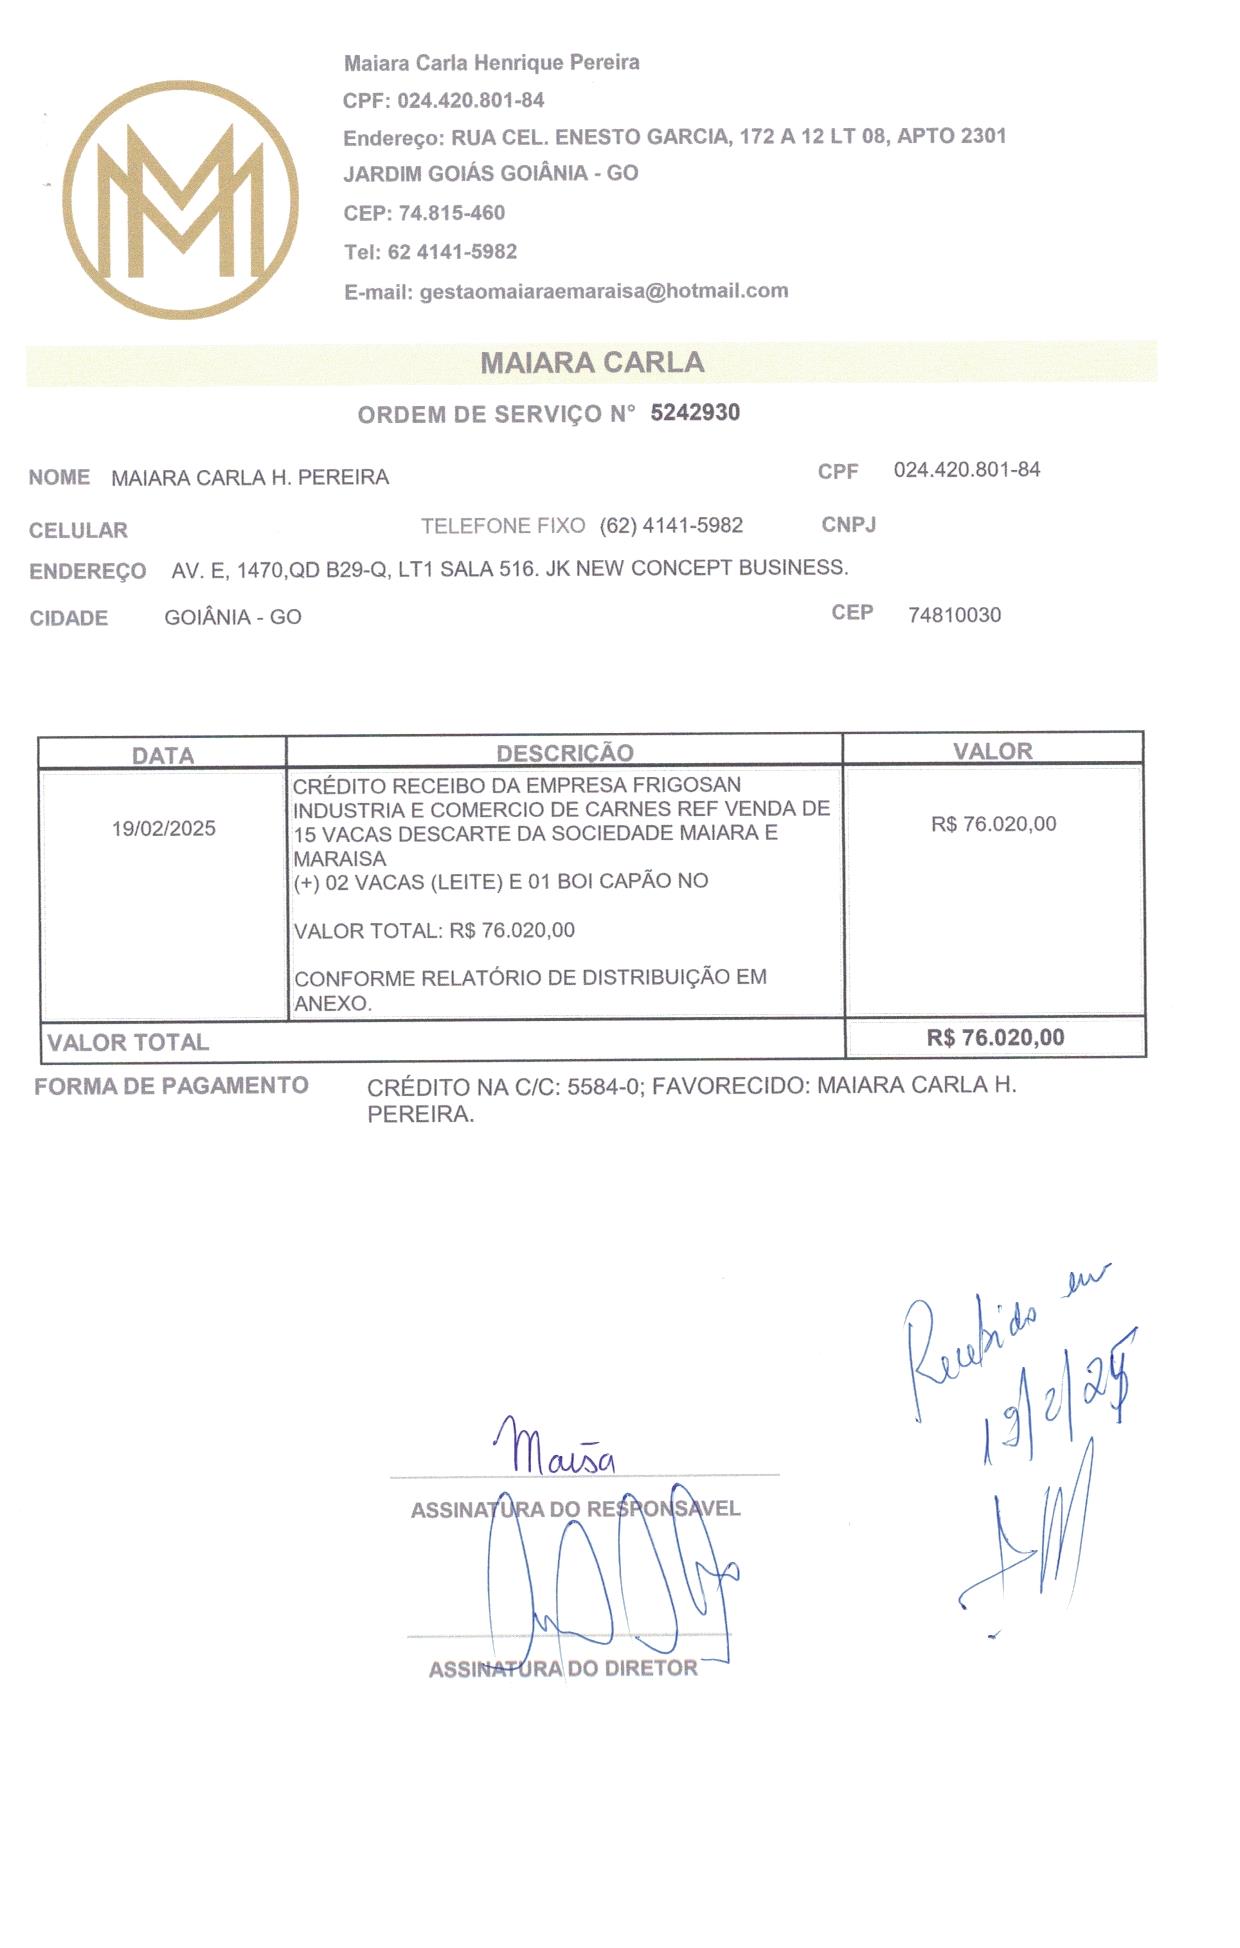 MM
Maiara Carla Henrique Pereira
CPF: 024.420.801-84
Endereço: RUA CEL. ENESTO GARCIA, 172 A 12 LT 08, APTO 2301
JARDIM GOIÁS GOIÂNIA - GO
CEP: 74.815-460
Tel: 62 4141-5982
E-mail: gestaomaiaraemaraisa@hotmail.com
MAIARA CARLA
ORDEM DE SERVIÇO N° 5242930
NOME MAIARA CARLA H. PEREIRA CPF 024.420.801-84
CELULAR TELEFONE FIXO (62) 4141-5982 CNPJ
ENDEREÇO AV. E, 1470,QD B29-Q, LT1 SALA 516. JK NEW CONCEPT BUSINESS.
CIDADE GOIÂNIA - GO CEP 74810030
DATA DESCRIÇÃO VALOR
CRÉDITO RECEIBO DA EMPRESA FRIGOSAN
INDUSTRIA E COMERCIO DE CARNES REF VENDA DE
19/02/2025 15 VACAS DESCARTE DA SOCIEDADE MAIARA E R$ 76.020,00
MARAISA
(+) 02 VACAS (LEITE) E 01 BOI CAPÃO NO
VALOR TOTAL: R$ 76.020,00
CONFORME RELATÓRIO DE DISTRIBUIÇÃO EM
ANEXO.
VALOR TOTAL R$ 76.020,00
FORMA DE PAGAMENTO CRÉDITO NA C/C: 5584-0; FAVORECIDO: MAIARA CARLA H.
PEREIRA.
Recebido em
19/2/25
Maisa
ASSINATURA DO RESPONSAVEL
ASSINATURA DO DIRETOR